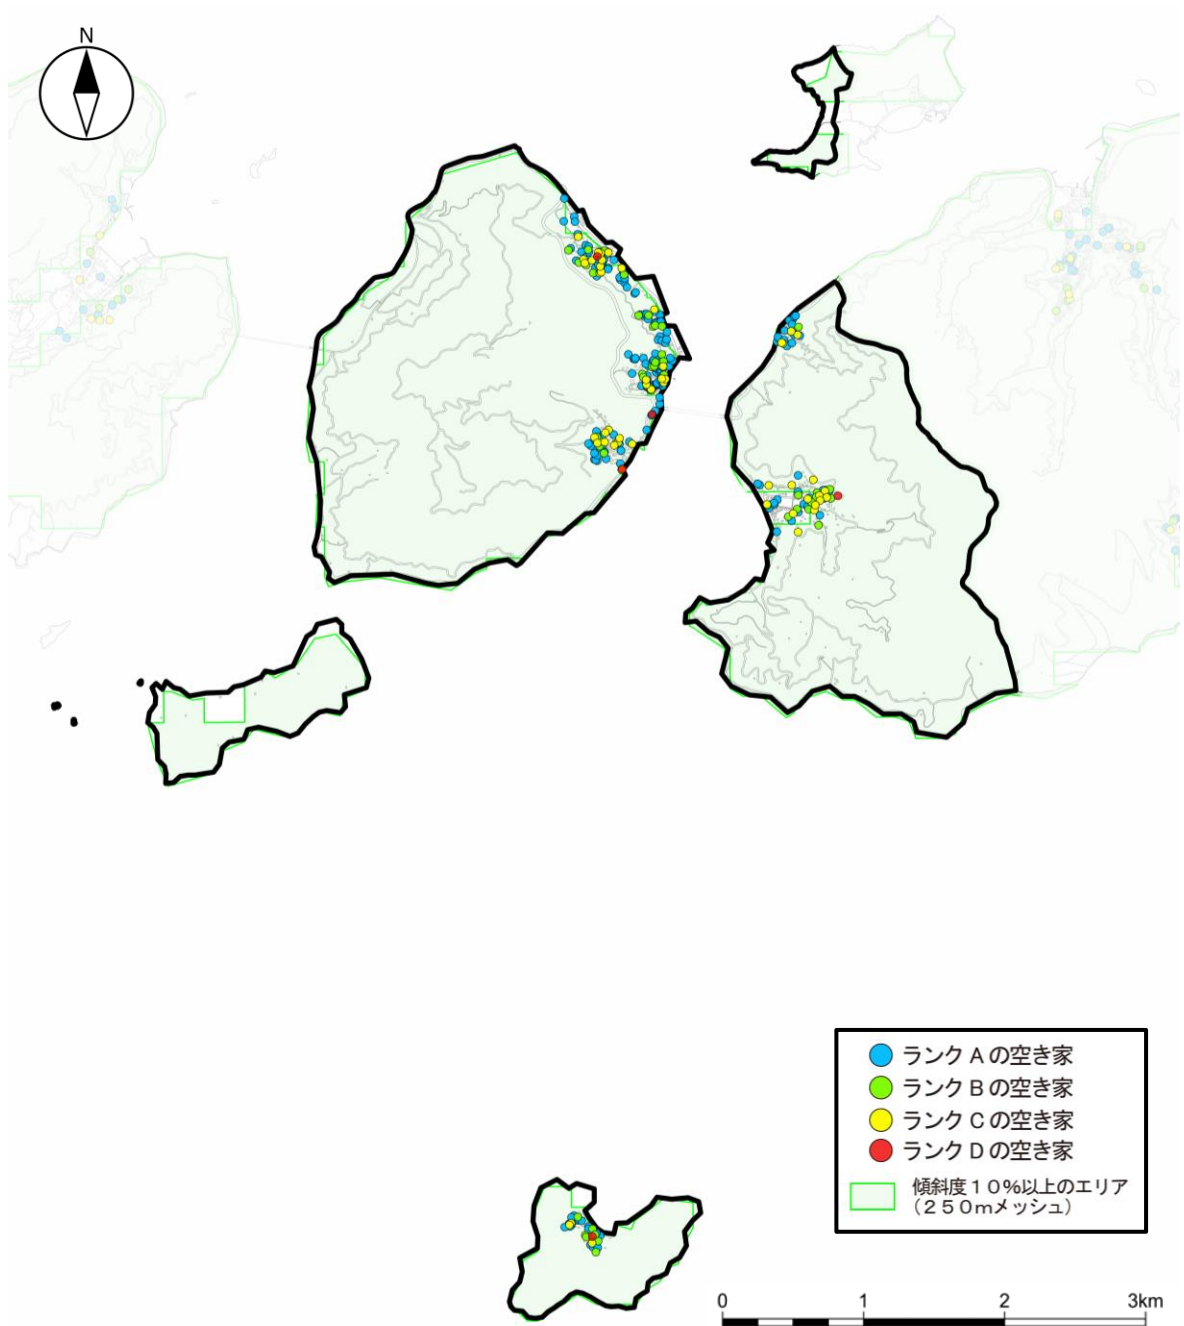 N
ランクAの空き家
ランクBの空き家
ランクCの空き家
ランクDの空き家
傾斜度10%以上のエリア
(250mメッシュ)
0 1 2 3km